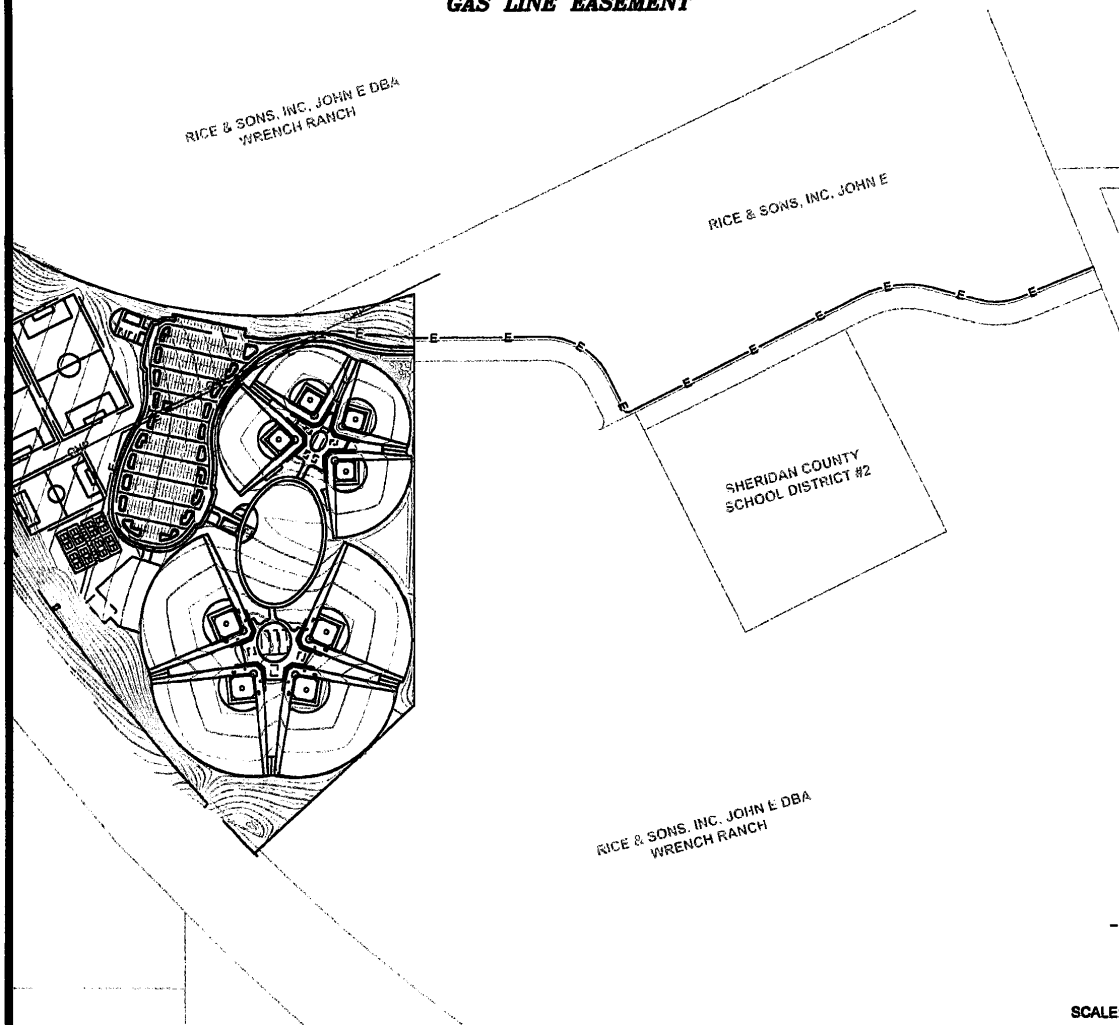 GAS LINE EASEMENT
RICE & SONS, INC, JOHN E DBA
WRENCH RANCH
RICE & SONS, INC, JOHN E
E
E
E
E
E
E
E
E
E
E
E
OHP
E
SHERIDAN COUNTY
SCHOOL DISTRICT #2
RICE & SONS, INC, JOHN E DBA
WRENCH RANCH
SCALE